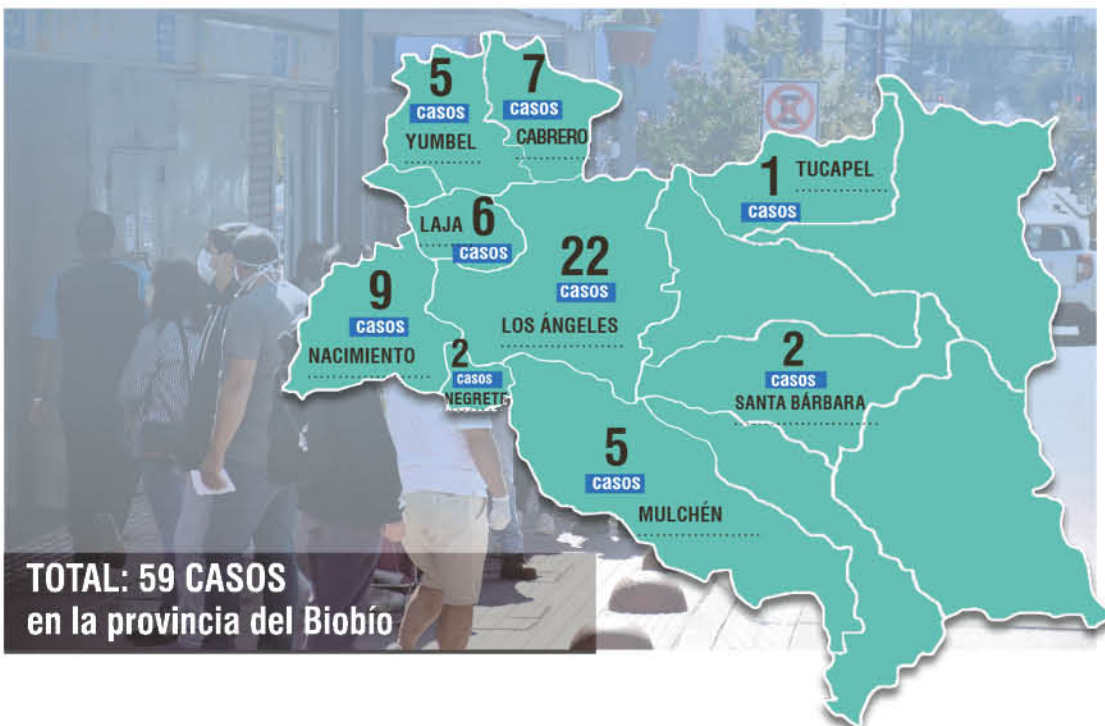 5
casos
YUMBEL
7
casos
CABRERO
1
casos
TUCAPEL
LAJA 6
casos
22
casos
LOS ÁNGELES
9
casos
NACIMIENTO
2
casos
NEGRETE
2
casos
SANTA BÁRBARA
5
casos
MULCHÉN
TOTAL: 59 CASOS
en la provincia del Biobío